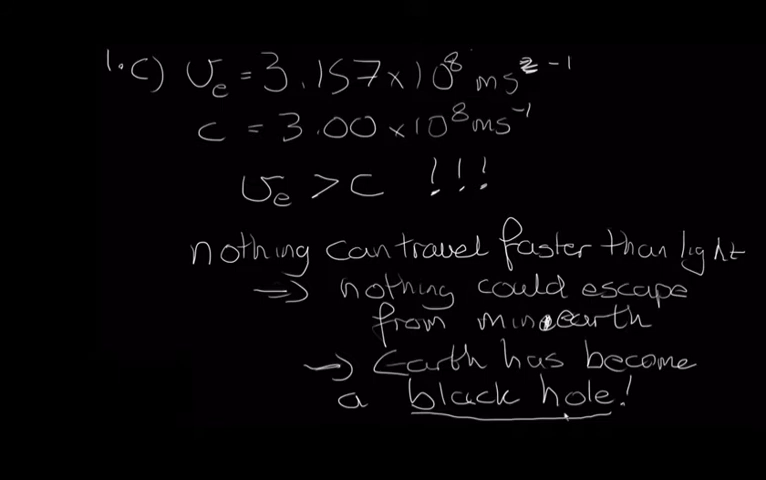 1.c) υₑ = 3.157×10⁸ ms⁻¹
c = 3.00 ×10⁸ ms⁻¹
υₑ > c !!!
nothing can travel faster than light
⇒ nothing could escape
from mini earth
→ Earth has become
a black hole!